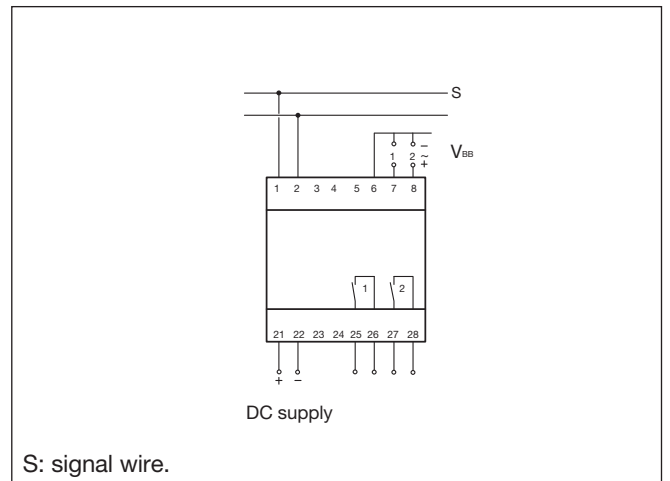 S
−
1 2 ~ VBB
+
1 2 3 4 5 6 7 8
1 2
21 22 23 24 25 26 27 28
+ −
DC supply
S: signal wire.